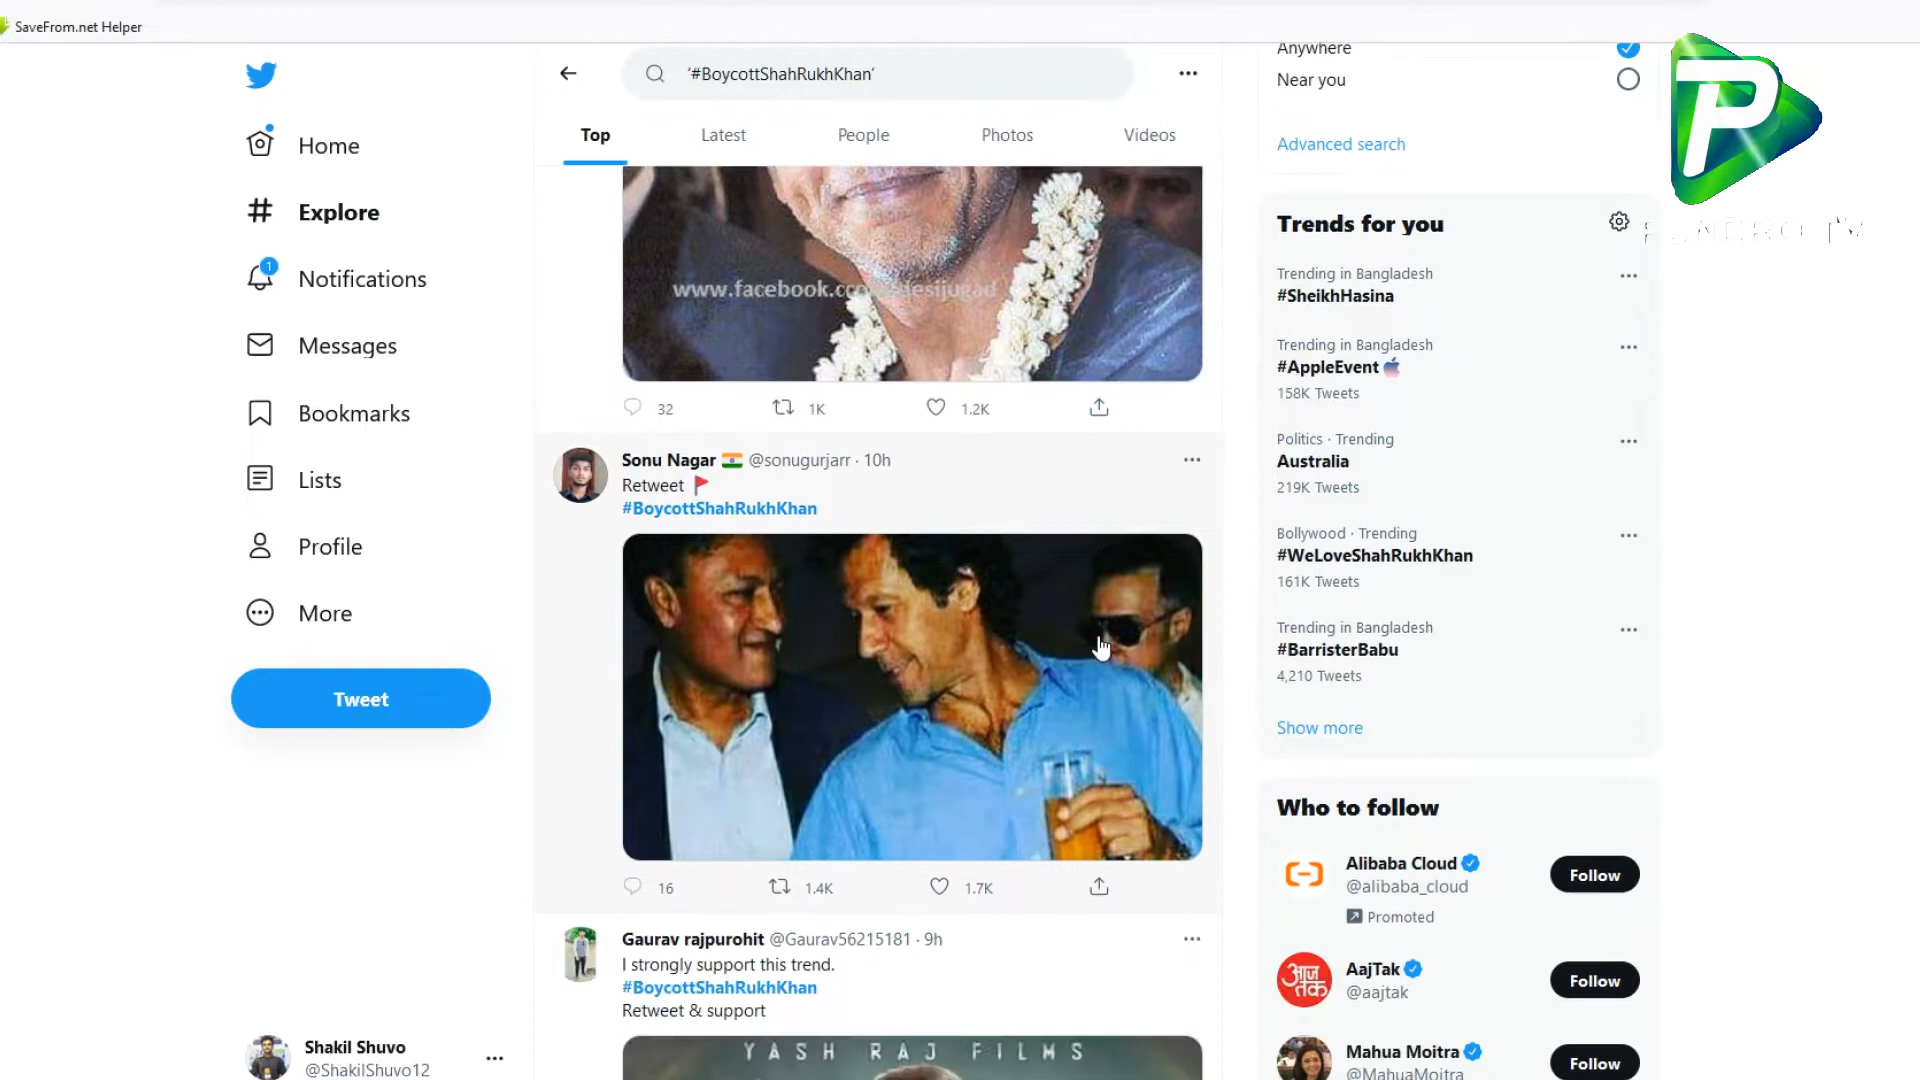 SaveFrom.net Helper
Home
Explore
1
Notifications
Messages
Bookmarks
Lists
Profile
More
Tweet
Shakil Shuvo
@ShakilShuvo12
'#BoycottShahRukhKhan'
Top
Latest
People
Photos
Videos
32
1K
1.2K
Sonu Nagar @sonugurjarr · 10h
Retweet
#BoycottShahRukhKhan
16
1.4K
1.7K
Gaurav rajpurohit @Gaurav56215181 · 9h
I strongly support this trend.
#BoycottShahRukhKhan
Retweet & support
YASH RAJ FILMS
Anywhere
Near you
Advanced search
Trends for you
Trending in Bangladesh
#SheikhHasina
Trending in Bangladesh
#AppleEvent
158K Tweets
Politics · Trending
Australia
219K Tweets
Bollywood · Trending
#WeLoveShahRukhKhan
161K Tweets
Trending in Bangladesh
#BarristerBabu
4,210 Tweets
Show more
Who to follow
Alibaba Cloud
@alibaba_cloud
Promoted
Follow
AajTak
@aajtak
Follow
आज तक
Mahua Moitra
@MahuaMoitra
Follow
P